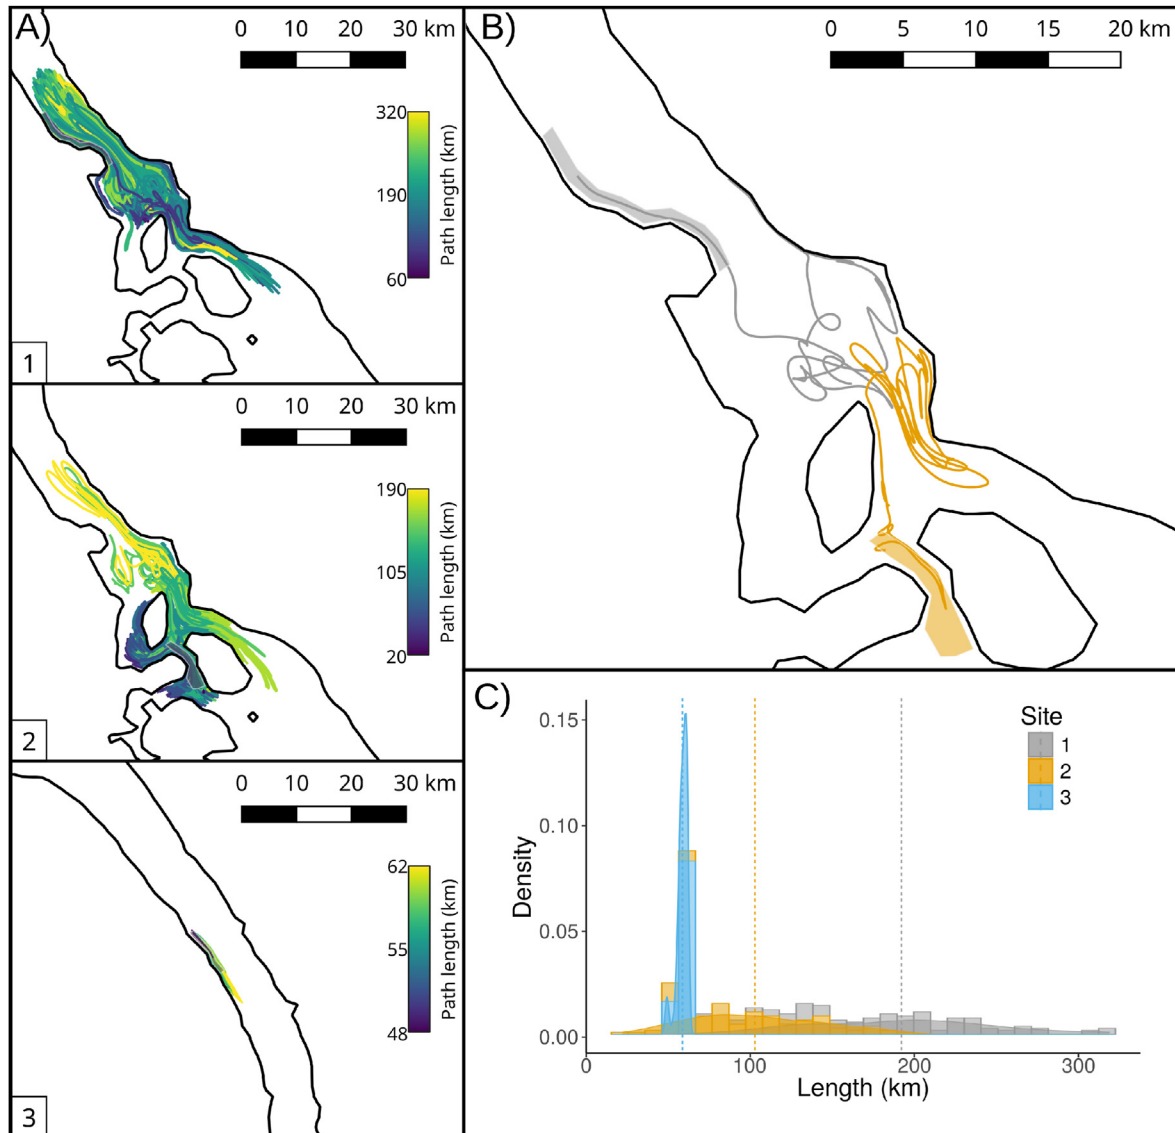 A)
0 10 20 30 km
320
190
60
Path length (km)
1
0 10 20 30 km
190
105
20
Path length (km)
2
0 10 20 30 km
62
55
48
Path length (km)
3
B)
0 5 10 15 20 km
C)
Site
1
2
3
0.15
0.10
0.05
0.00
Density
0 100 200 300
Length (km)